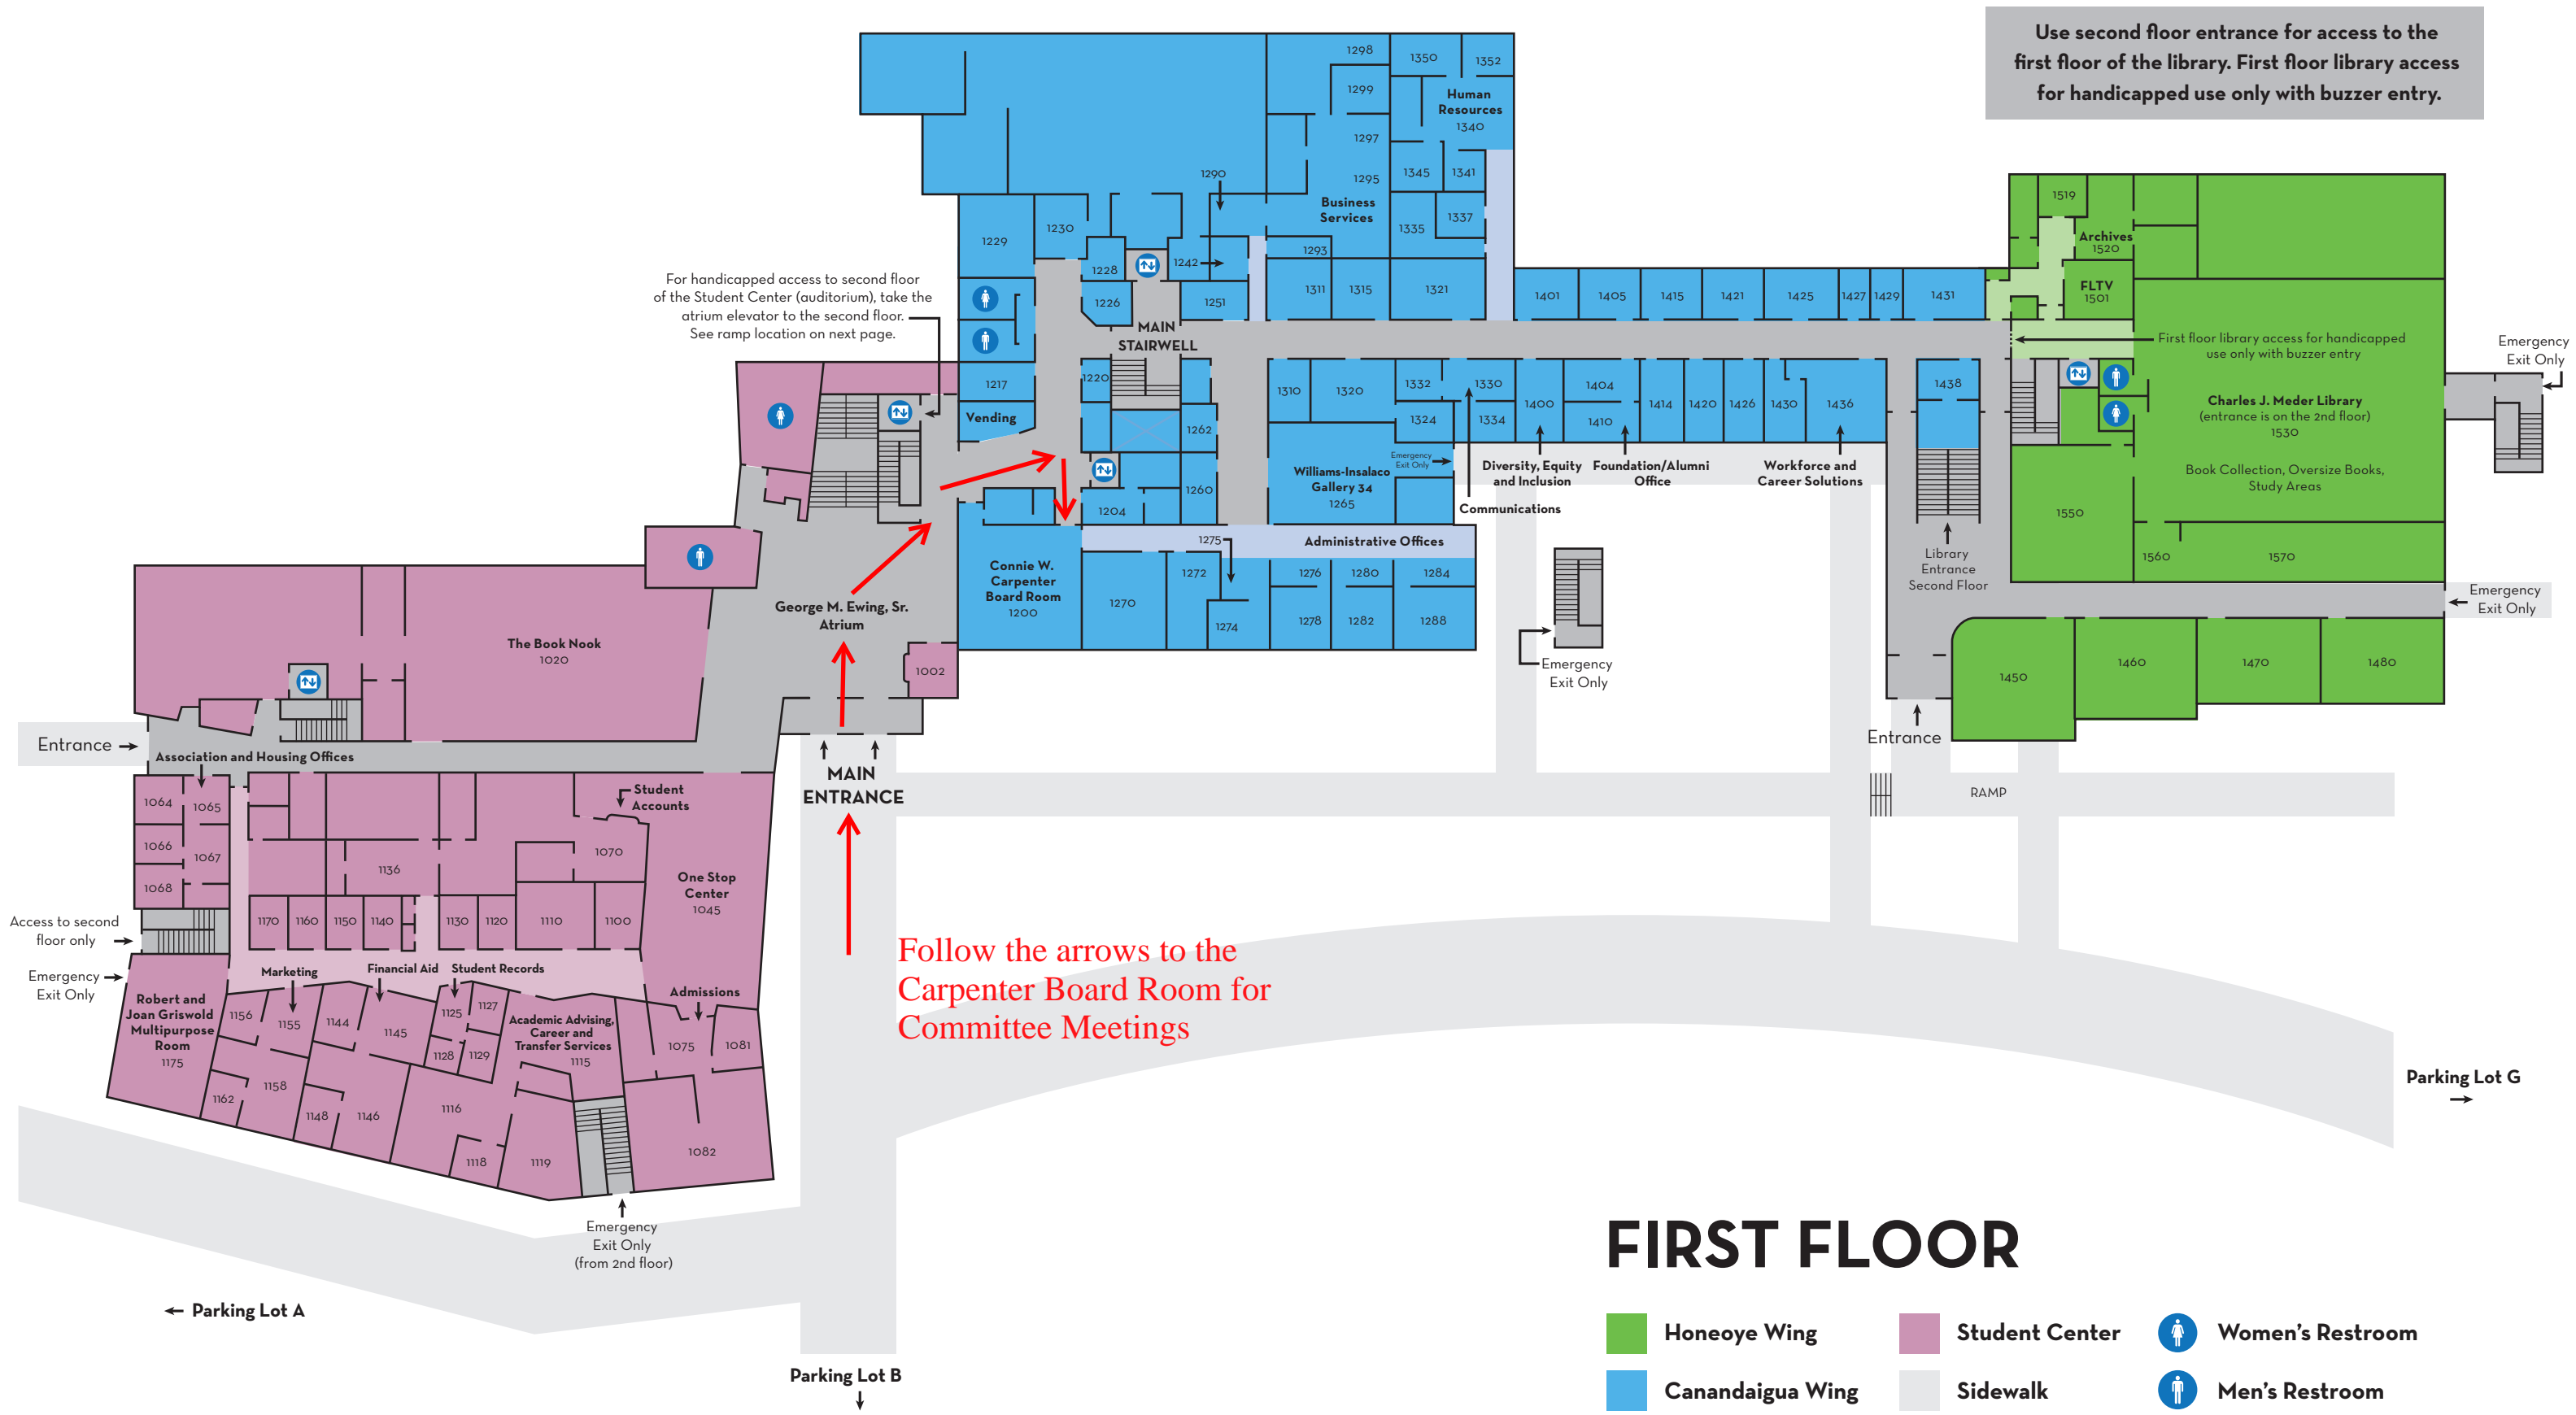 Use second floor entrance for access to the
first floor of the library. First floor library access
for handicapped use only with buzzer entry.
1298
1350
1352
1299
Human
Resources
1340
1297
1290
1295
1345
1341
Business
Services
1337
1335
1293
1229
1230
1228
1242
1226
1251
1311
1315
1321
1401
1405
1415
1421
1425
1427
1429
1431
1519
Archives
1520
FLTV
1501
For handicapped access to second floor
of the Student Center (auditorium), take the
atrium elevator to the second floor.
See ramp location on next page.
MAIN
STAIRWELL
First floor library access for handicapped
use only with buzzer entry
Emergency
Exit Only
1217
Vending
1220
1262
1260
1204
1310
1320
1332
1330
1324
1334
1400
1404
1410
1414
1420
1426
1430
1436
1438
Charles J. Meder Library
(entrance is on the 2nd floor)
1530
Book Collection, Oversize Books,
Study Areas
Emergency
Exit Only
Williams-Insalaco
Gallery 34
1265
Diversity, Equity
and Inclusion
Foundation/Alumni
Office
Workforce and
Career Solutions
Communications
1550
1560
1570
Library
Entrance
Second Floor
1275
Administrative Offices
Connie W.
Carpenter
Board Room
1200
1270
1272
1274
1276
1280
1284
1278
1282
1288
Emergency
Exit Only
Emergency
Exit Only
George M. Ewing, Sr.
Atrium
1002
The Book Nook
1020
1450
1460
1470
1480
Entrance
Entrance
Association and Housing Offices
MAIN
ENTRANCE
RAMP
1064
1065
1066
1067
1068
Student
Accounts
1070
1136
One Stop
Center
1045
1170
1160
1150
1140
1130
1120
1110
1100
Access to second
floor only
Emergency
Exit Only
Marketing
Financial Aid
Student Records
Admissions
Follow the arrows to the
Carpenter Board Room for
Committee Meetings
Robert and
Joan Griswold
Multipurpose
Room
1175
1156
1155
1144
1145
1125
1127
1128
1129
Academic Advising,
Career and
Transfer Services
1115
1075
1081
1162
1158
1148
1146
1116
1118
1119
1082
Parking Lot G
Emergency
Exit Only
(from 2nd floor)
Parking Lot A
Parking Lot B
FIRST FLOOR
Honeoye Wing
Student Center
Women's Restroom
Canandaigua Wing
Sidewalk
Men's Restroom